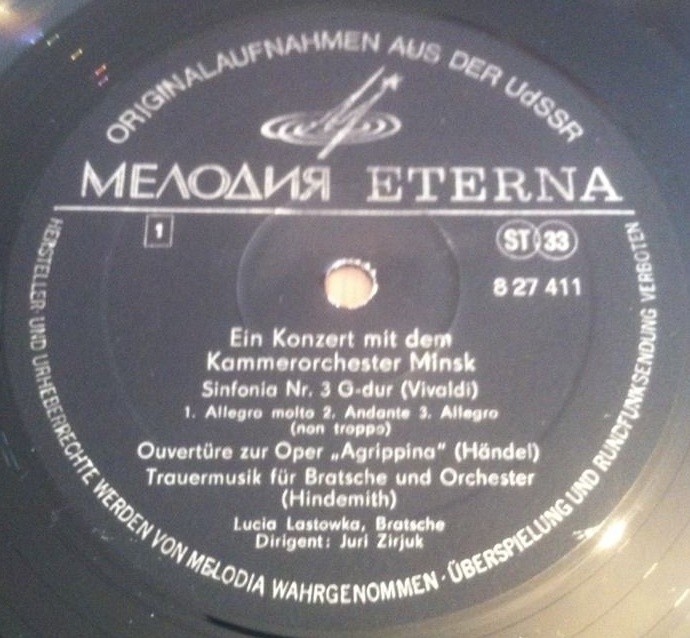 ORIGINALAUFNAHMEN AUS DER UdSSR
МЕЛОДИЯ ETERNA
1
ST 33
8 27 411
Ein Konzert mit dem
Kammerorchester Minsk
Sinfonia Nr. 3 G-dur (Vivaldi)
1. Allegro molto 2. Andante 3. Allegro
(non troppo)
Ouvertüre zur Oper „Agrippina" (Händel)
Trauermusik für Bratsche und Orchester
(Hindemith)
Lucia Lastowka, Bratsche
Dirigent: Juri Zirjuk
HERSTELLER- UND URHEBERRECHTE WERDEN VON MELODIA WAHRGENOMMEN · ÜBERSPIELUNG UND RUNDFUNKSENDUNG VERBOTEN